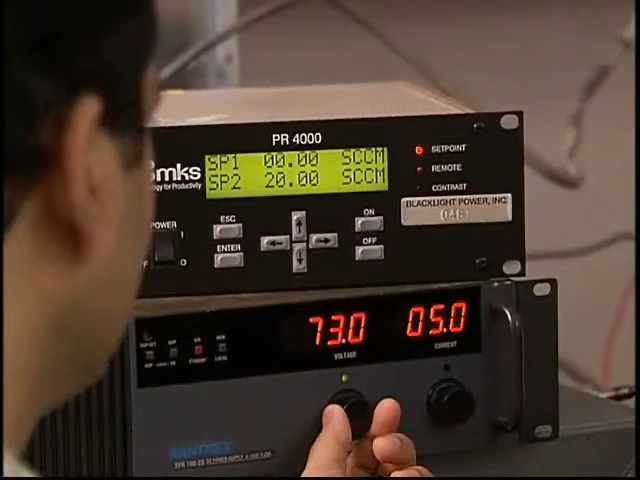 PR 4000
mks
SP1 00.00 SCCM
SP2 20.00 SCCM
SETPOINT
REMOTE
CONTRAST
BLACKLIGHT POWER, INC.
0481
POWER
I
O
ESC
ENTER
ON
OFF
73.0
05.0
VOLTAGE
CURRENT